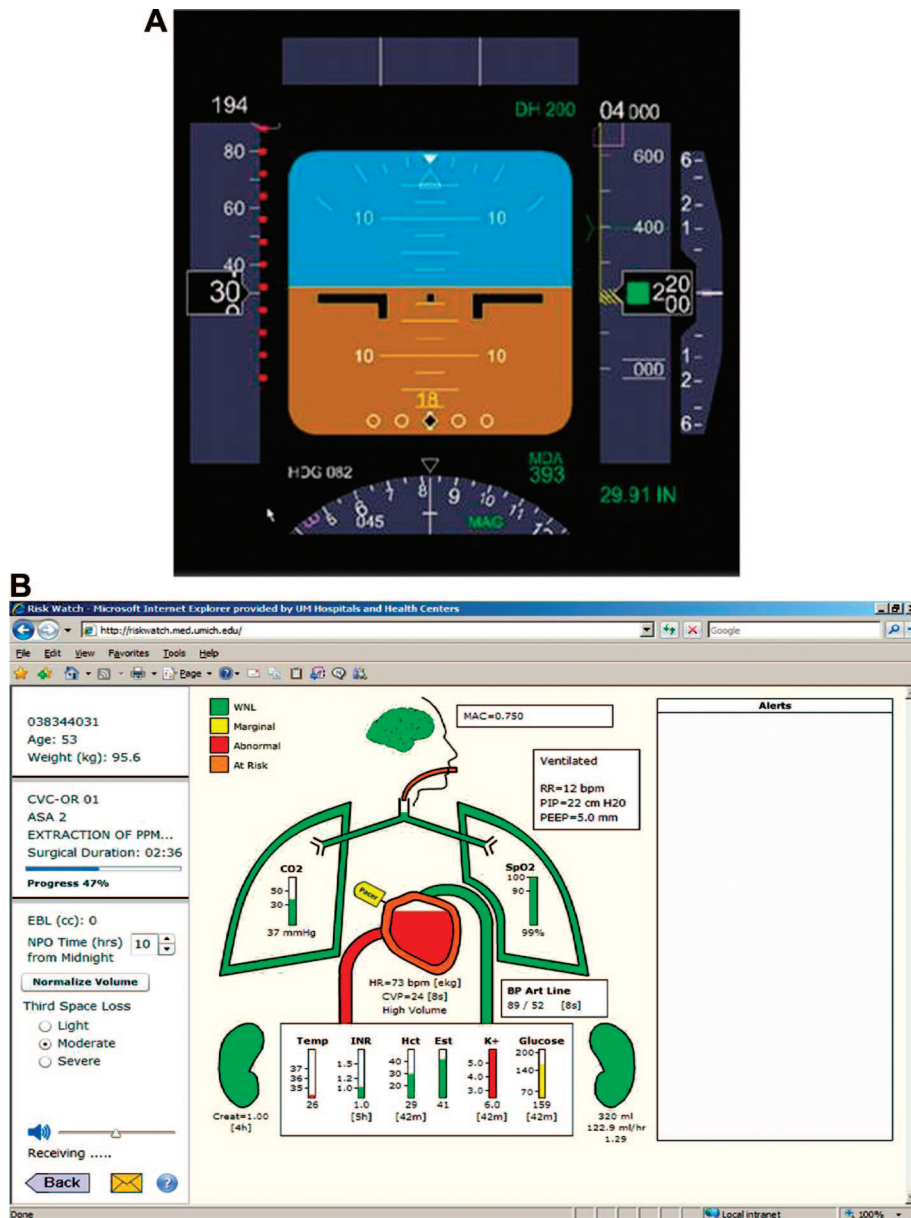 A
194
DH 200
04 000
80
60
40
30
10 10
10 10
18
600
400
2 20
00
000
6
2
1
1
2
6
HDG 082
MDA
393
29.91 IN
6 7 8 9 10 11 12
045
MAG
B
Risk Watch - Microsoft Internet Explorer provided by UM Hospitals and Health Centers
http://riskwatch.med.umich.edu/
Google
File Edit View Favorites Tools Help
Page
038344031
Age: 53
Weight (kg): 95.6
CVC-OR 01
ASA 2
EXTRACTION OF PPM...
Surgical Duration: 02:36
Progress 47%
EBL (cc): 0
NPO Time (hrs) 10
from Midnight
Normalize Volume
Third Space Loss
Light
Moderate
Severe
Receiving .....
Back
WNL
Marginal
Abnormal
At Risk
MAC=0.750
Ventilated
RR=12 bpm
PIP=22 cm H20
PEEP=5.0 mm
CO2
50
30
37 mmHg
Pacer
SpO2
100
90
99%
HR=73 bpm [ekg]
CVP=24 [8s]
High Volume
BP Art Line
89 / 52 [8s]
Temp INR Hct Est K+ Glucose
37 36 35
1.5 1.2 1.0
40 30 20
5.0 4.0 3.0
200 140 70
26 1.0 29 41 6.0 159
[5h] [42m] [42m] [42m]
Creat=1.00
[4h]
320 ml
122.9 ml/hr
1.29
Alerts
Done
Local intranet
100%